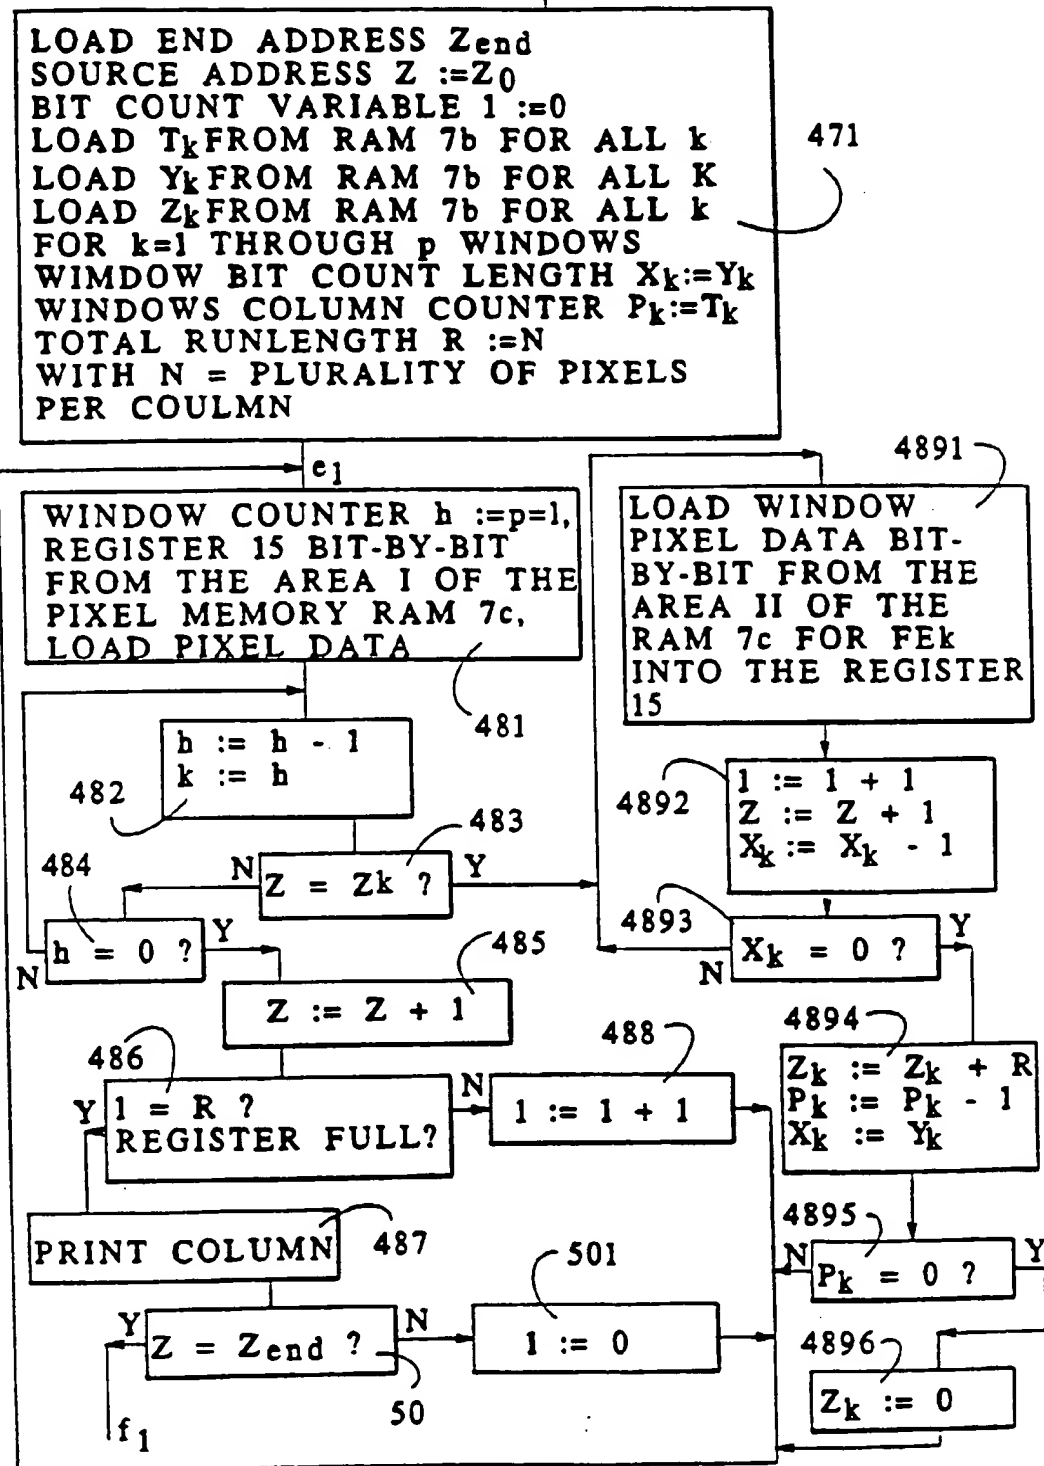 LOAD END ADDRESS Zend
SOURCE ADDRESS Z :=Z0
BIT COUNT VARIABLE 1 :=0
LOAD Tk FROM RAM 7b FOR ALL k
LOAD Yk FROM RAM 7b FOR ALL K
LOAD Zk FROM RAM 7b FOR ALL k
FOR k=1 THROUGH p WINDOWS
WIMDOW BIT COUNT LENGTH Xk:=Yk
WINDOWS COLUMN COUNTER Pk:=Tk
TOTAL RUNLENGTH R :=N
WITH N = PLURALITY OF PIXELS
PER COULMN
471
e1
WINDOW COUNTER h :=p=1,
REGISTER 15 BIT-BY-BIT
FROM THE AREA I OF THE
PIXEL MEMORY RAM 7c,
LOAD PIXEL DATA
481
h := h - 1
k := h
482
483
N
Z = Zk ?
Y
484
h = 0 ?
Y
N
485
Z := Z + 1
486
Y
1 = R ?
REGISTER FULL?
N
488
1 := 1 + 1
PRINT COLUMN
487
Y
Z = Zend ?
N
50
501
1 := 0
f1
4891
LOAD WINDOW
PIXEL DATA BIT-
BY-BIT FROM THE
AREA II OF THE
RAM 7c FOR FEk
INTO THE REGISTER
15
4892
1 := 1 + 1
Z := Z + 1
Xk := Xk - 1
4893
Xk = 0 ?
Y
N
4894
Zk := Zk + R
Pk := Pk - 1
Xk := Yk
4895
N
Pk = 0 ?
Y
4896
Zk := 0